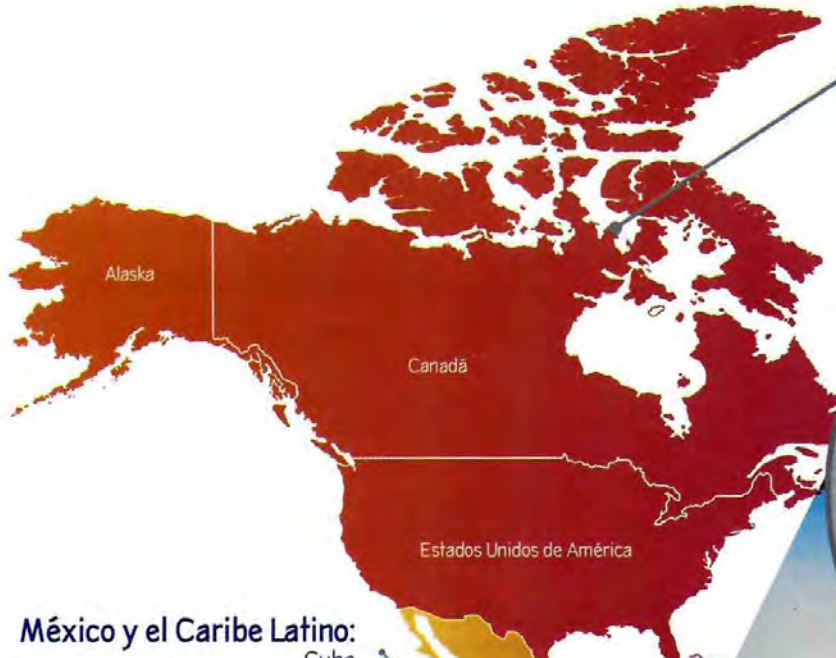 Alaska
Canadá
Estados Unidos de América
México y el Caribe Latino:
Cuba